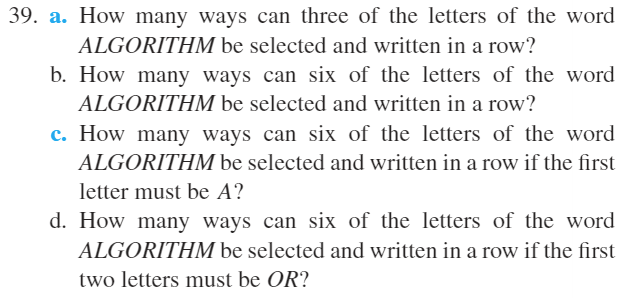 39. a. How many ways can three of the letters of the word
ALGORITHM be selected and written in a row?
b. How many ways can six of the letters of the word
ALGORITHM be selected and written in a row?
c. How many ways can six of the letters of the word
ALGORITHM be selected and written in a row if the first
letter must be A?
d. How many ways can six of the letters of the word
ALGORITHM be selected and written in a row if the first
two letters must be OR?